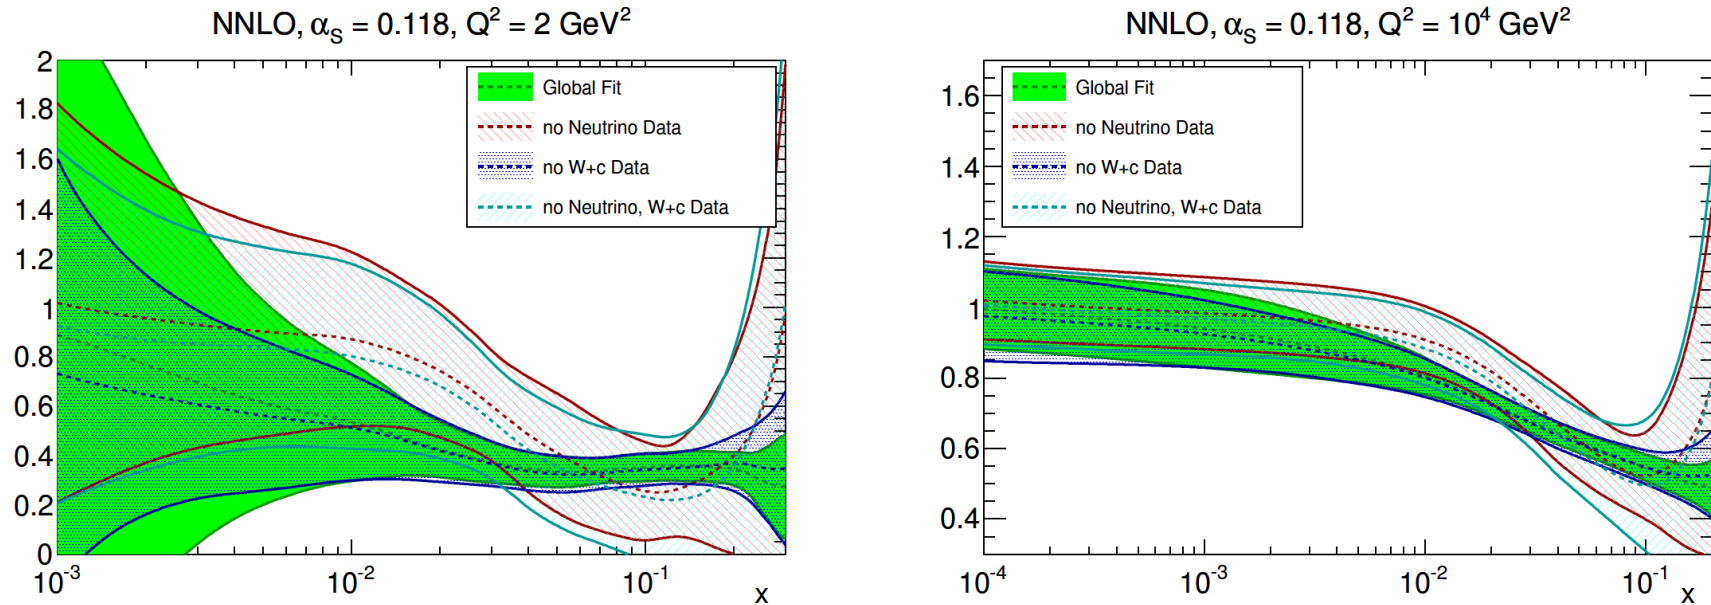 NNLO, α_S = 0.118, Q² = 2 GeV²
2
1.8
1.6
1.4
1.2
1
0.8
0.6
0.4
0.2
0
Global Fit
no Neutrino Data
no W+c Data
no Neutrino, W+c Data
10⁻³
10⁻²
10⁻¹
x
NNLO, α_S = 0.118, Q² = 10⁴ GeV²
1.6
1.4
1.2
1
0.8
0.6
0.4
Global Fit
no Neutrino Data
no W+c Data
no Neutrino, W+c Data
10⁻⁴
10⁻³
10⁻²
10⁻¹
x